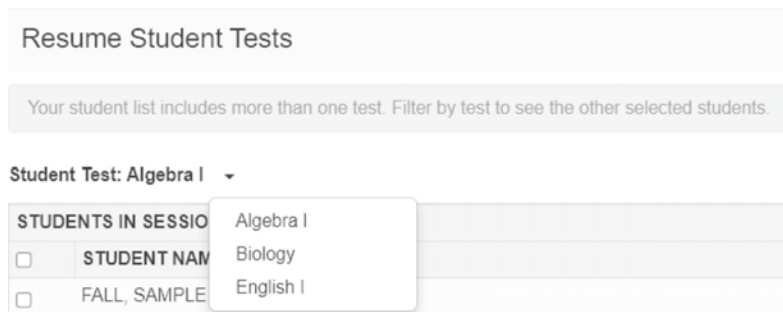 Resume Student Tests
Your student list includes more than one test. Filter by test to see the other selected students.
Student Test: Algebra I
STUDENTS IN SESSIO
Algebra I
STUDENT NAM
Biology
FALL, SAMPLE
English I